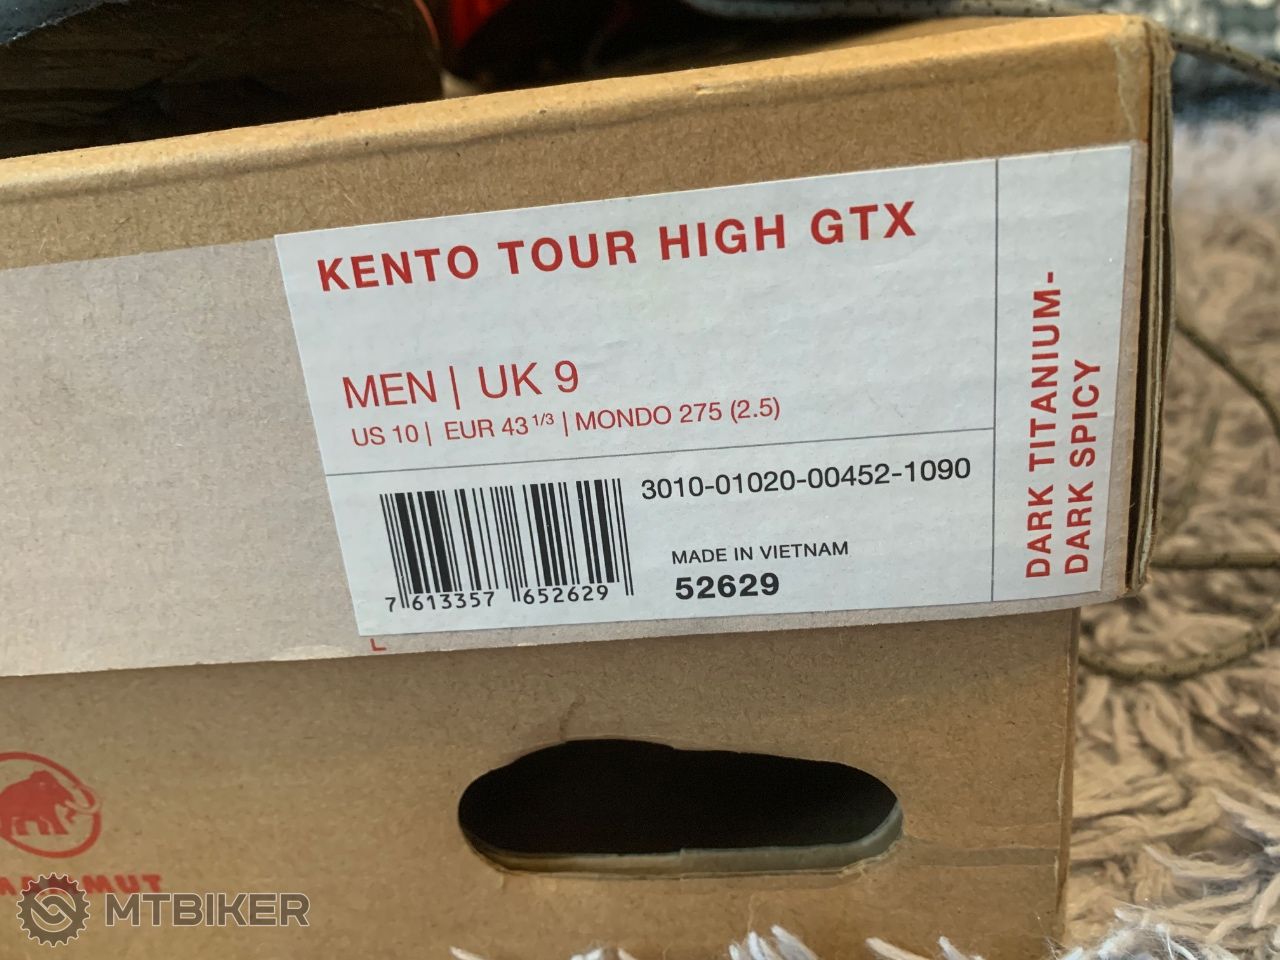 KENTO TOUR HIGH GTX
MEN | UK 9
US 10 | EUR 43 1/3 | MONDO 275 (2.5)
3010-01020-00452-1090
MADE IN VIETNAM
52629
7 613357 652629
DARK TITANIUM-
DARK SPICY
L
MTBIKER